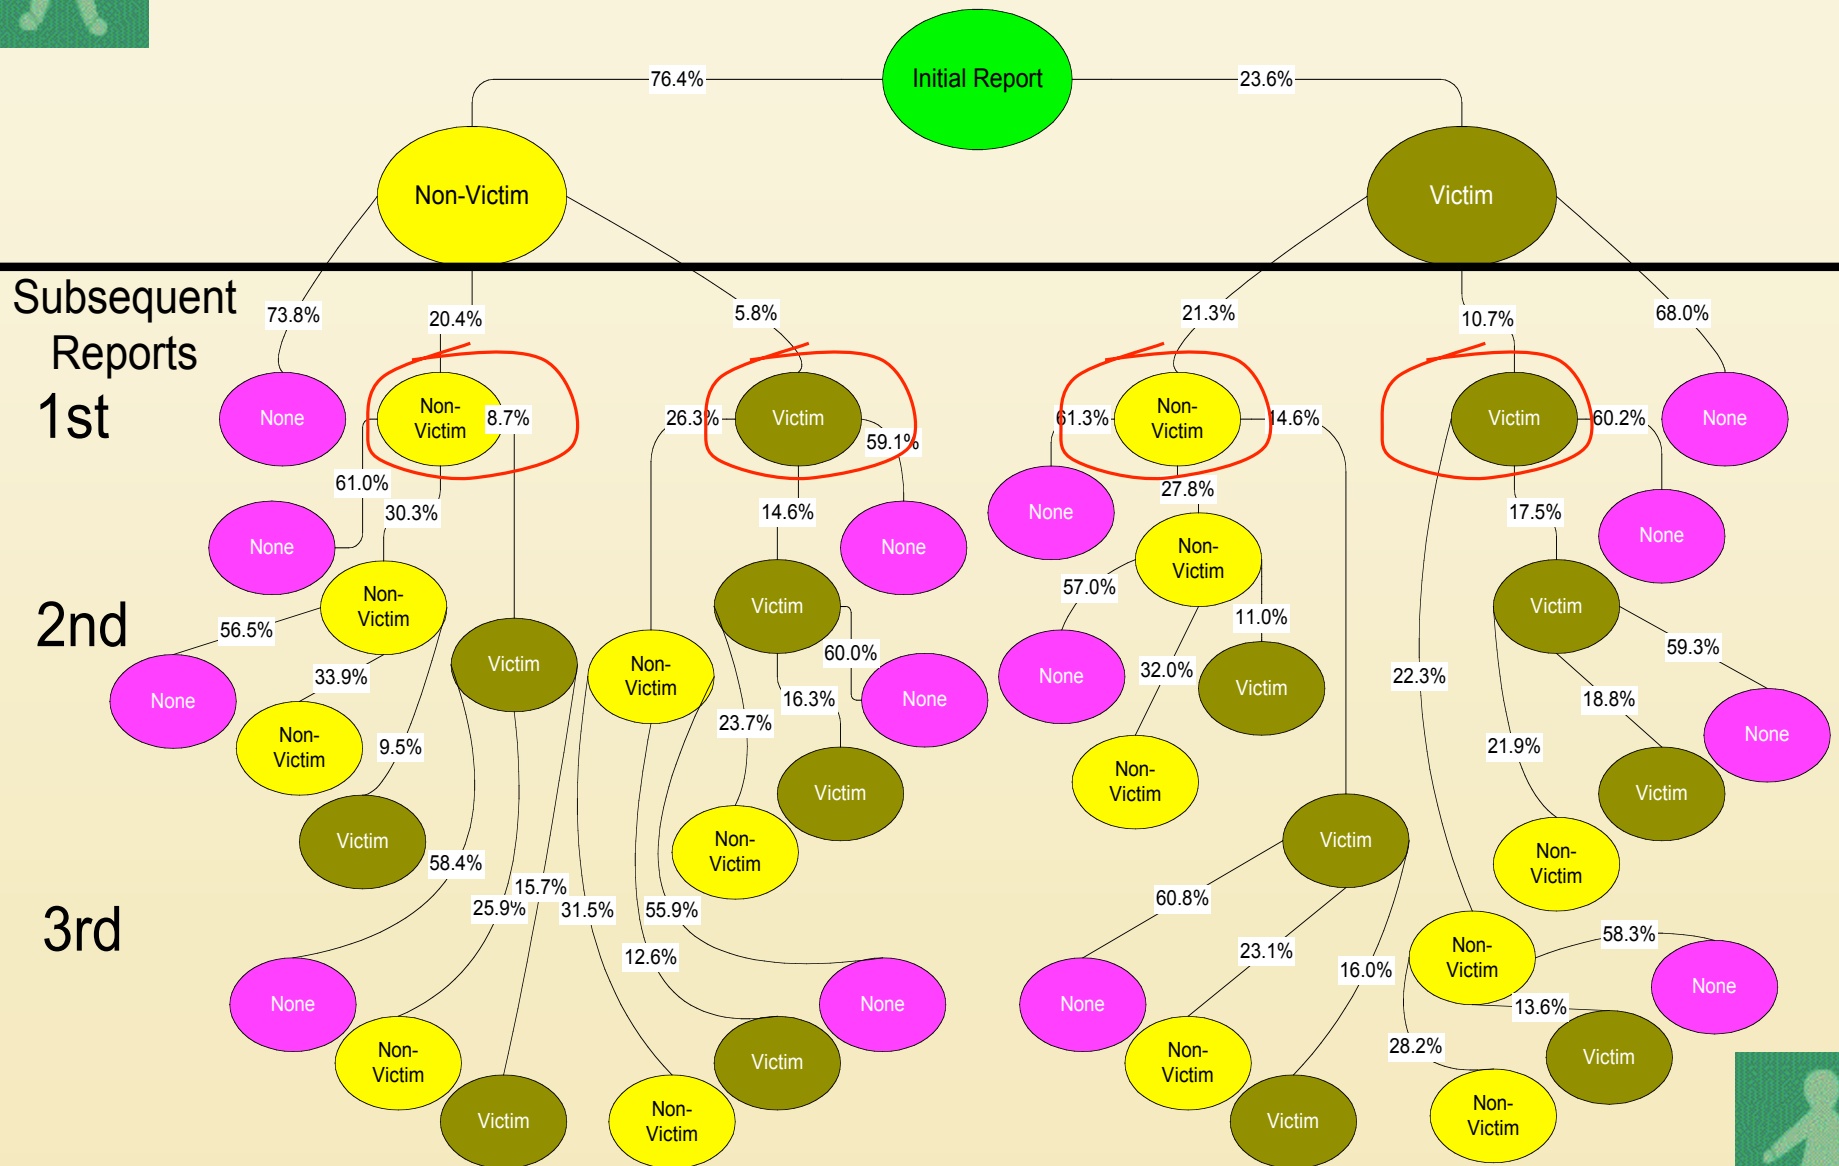 Initial Report
76.4%
23.6%
Non-Victim
Victim
Subsequent
Reports
73.8%
20.4%
5.8%
21.3%
10.7%
68.0%
1st
None
Non-
Victim
8.7%
26.3%
Victim
59.1%
61.3%
Non-
Victim
14.6%
Victim
60.2%
None
61.0%
30.3%
14.6%
27.8%
17.5%
None
None
None
None
2nd
Non-
Victim
Victim
Non-
Victim
Victim
56.5%
57.0%
11.0%
60.0%
59.3%
33.9%
Victim
Non-
Victim
16.3%
None
None
32.0%
Victim
22.3%
18.8%
None
Non-
Victim
9.5%
23.7%
21.9%
None
Victim
Non-
Victim
Victim
Non-
Victim
Victim
Victim
Non-
Victim
58.4%
15.7%
3rd
25.9%
31.5%
55.9%
12.6%
60.8%
23.1%
16.0%
Non-
Victim
58.3%
None
Non-
Victim
Victim
Non-
Victim
Victim
None
None
Non-
Victim
Victim
28.2%
13.6%
Non-
Victim
Victim
None